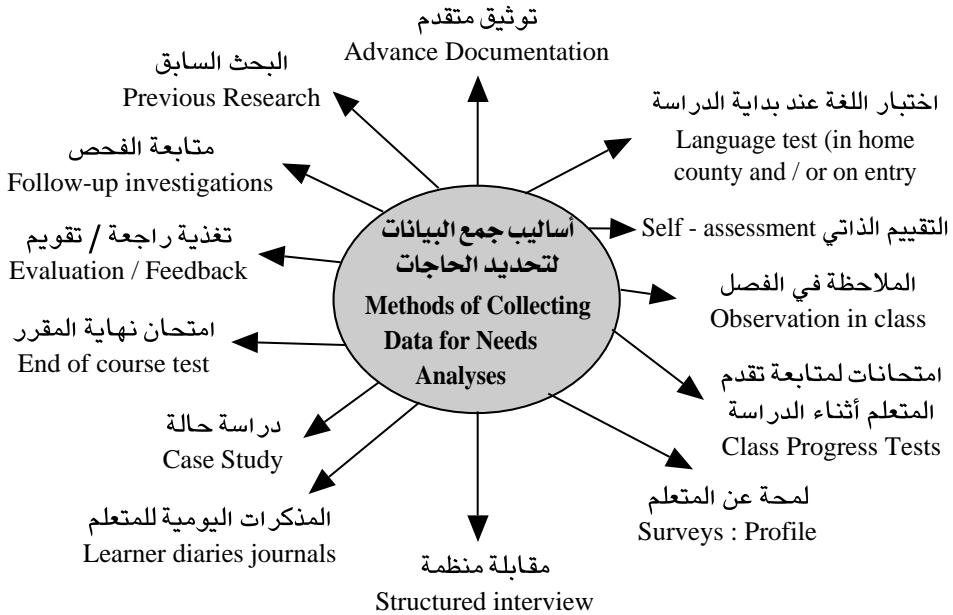 توثيق متقدم
Advance Documentation
البحث السابق
Previous Research
اختبار اللغة عند بداية الدراسة
Language test (in home
county and / or on entry
متابعة الفحص
Follow-up investigations
التقييم الذاتي Self - assessment
تغذية راجعة / تقويم
Evaluation / Feedback
أساليب جمع البيانات
لتحديد الحاجات
Methods of Collecting
Data for Needs
Analyses
الملاحظة في الفصل
Observation in class
امتحان نهاية المقرر
End of course test
امتحانات لمتابعة تقدم
المتعلم أثناء الدراسة
Class Progress Tests
دراسة حالة
Case Study
لمحة عن المتعلم
Surveys : Profile
المذكرات اليومية للمتعلم
Learner diaries journals
مقابلة منظمة
Structured interview